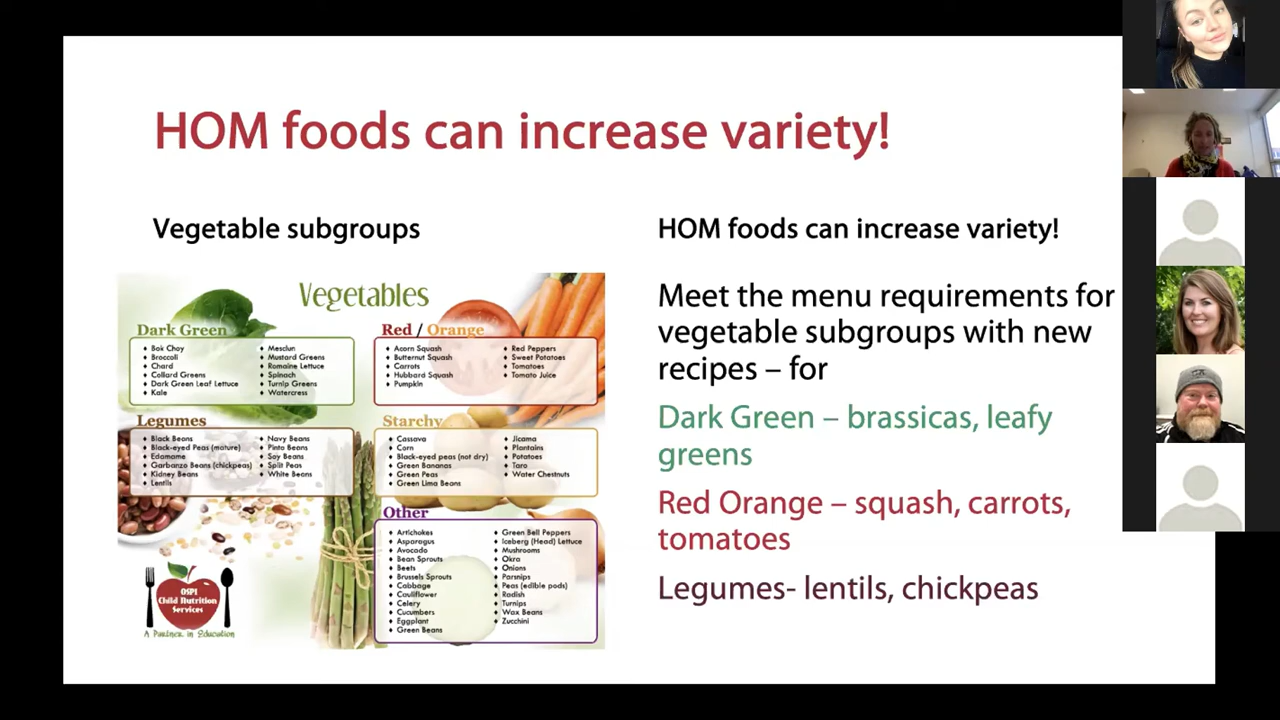 HOM foods can increase variety!
Vegetable subgroups
Vegetables
Dark Green
Bok Choy
Broccoli
Chard
Collard Greens
Dark Green Leaf Lettuce
Kale
Mesclun
Mustard Greens
Romaine Lettuce
Spinach
Turnip Greens
Watercress
Red / Orange
Acorn Squash
Butternut Squash
Carrots
Hubbard Squash
Pumpkin
Red Peppers
Sweet Potatoes
Tomatoes
Tomato Juice
Legumes
Black Beans
Black-eyed Peas (mature)
Edamame
Garbanzo Beans (chickpeas)
Kidney Beans
Lentils
Navy Beans
Pinto Beans
Soy Beans
Split Peas
White Beans
Starchy
Cassava
Corn
Black-eyed peas (not dry)
Green Bananas
Green Peas
Green Lima Beans
Jicama
Plantains
Potatoes
Taro
Water Chestnuts
Other
Artichokes
Asparagus
Avocado
Bean Sprouts
Beets
Brussels Sprouts
Cabbage
Cauliflower
Celery
Cucumbers
Eggplant
Green Beans
Green Bell Peppers
Iceberg (Head) Lettuce
Mushrooms
Okra
Onions
Parsnips
Peas (edible pods)
Radish
Turnips
Wax Beans
Zucchini
OSPI
Child Nutrition
Services
A Partner in Education
HOM foods can increase variety!
Meet the menu requirements for
vegetable subgroups with new
recipes – for
Dark Green – brassicas, leafy
greens
Red Orange – squash, carrots,
tomatoes
Legumes- lentils, chickpeas